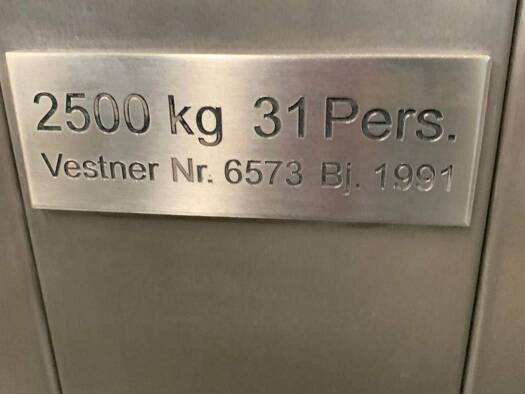 2500 kg 31 Pers.
Vestner Nr. 6573 Bj. 1991